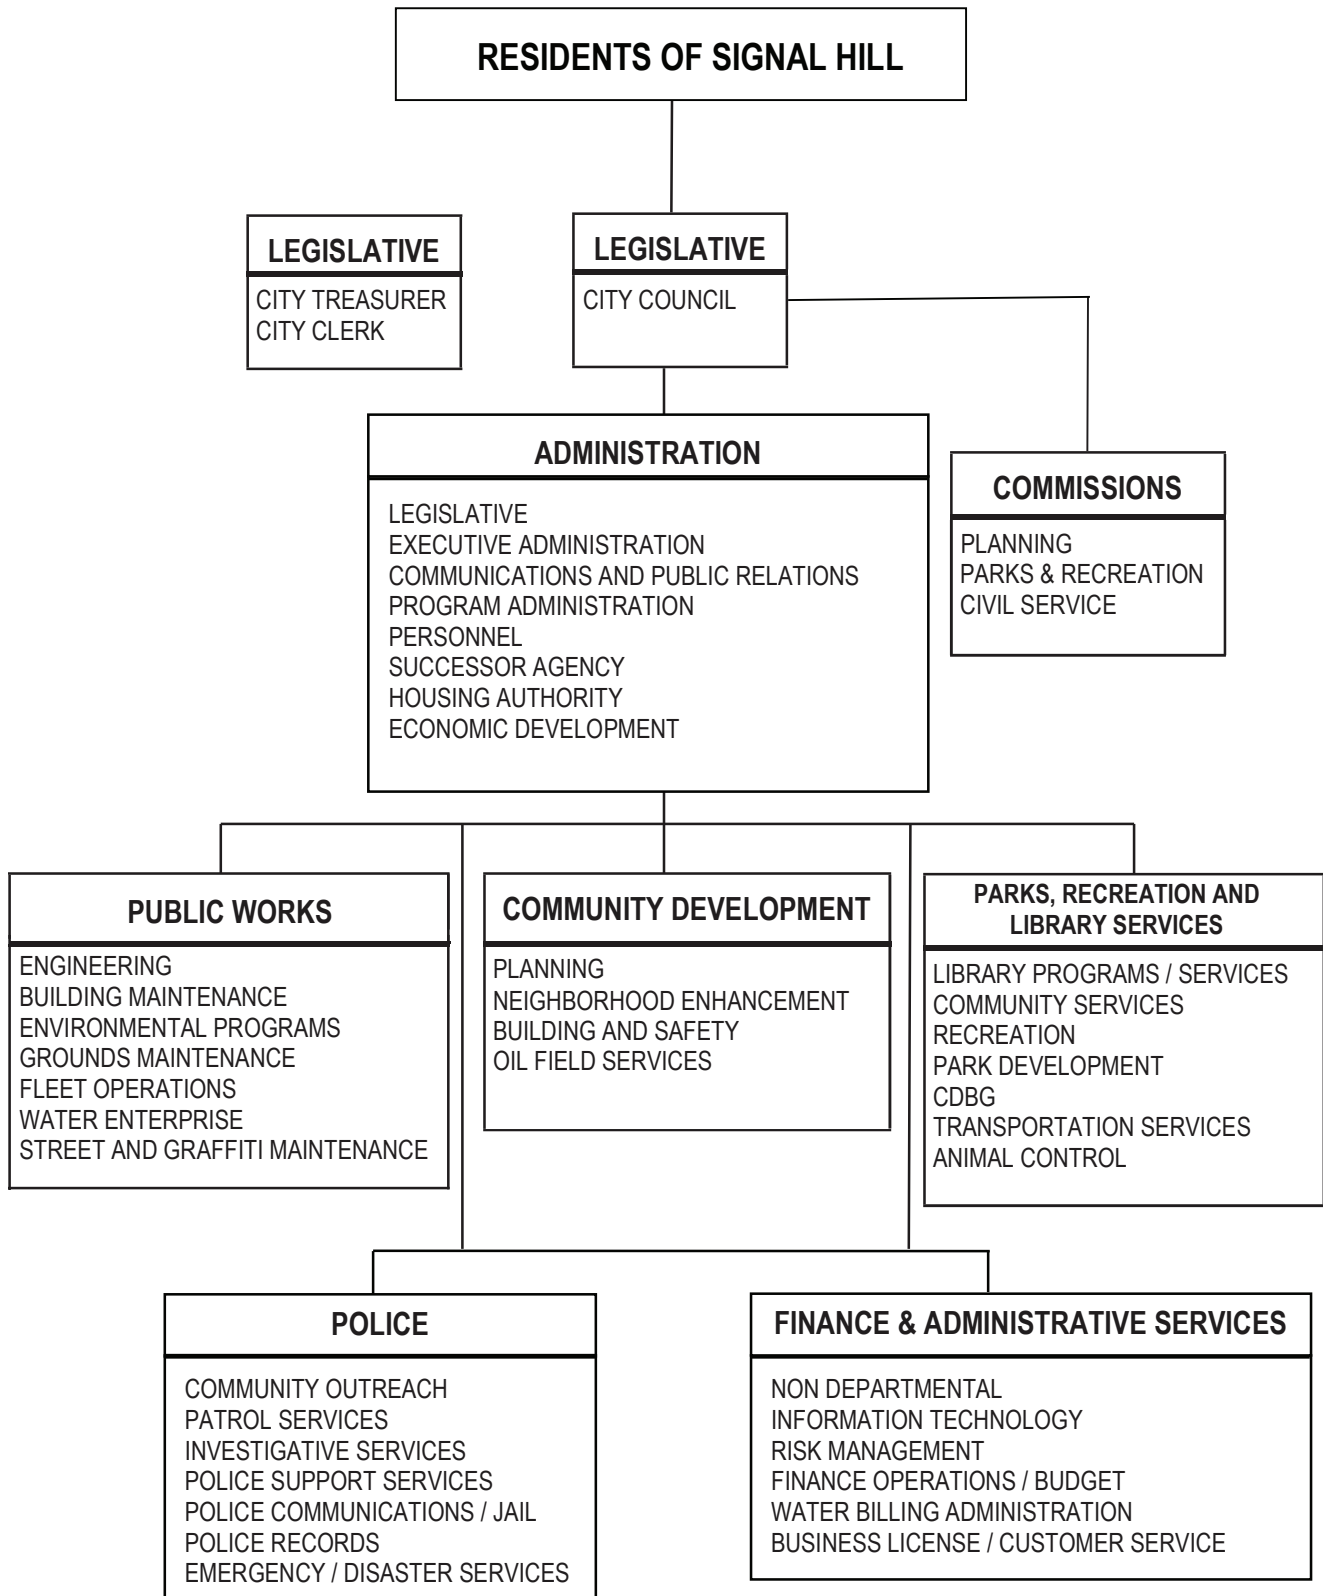 RESIDENTS OF SIGNAL HILL
LEGISLATIVE
CITY TREASURER
CITY CLERK
LEGISLATIVE
CITY COUNCIL
ADMINISTRATION
LEGISLATIVE
EXECUTIVE ADMINISTRATION
COMMUNICATIONS AND PUBLIC RELATIONS
PROGRAM ADMINISTRATION
PERSONNEL
SUCCESSOR AGENCY
HOUSING AUTHORITY
ECONOMIC DEVELOPMENT
COMMISSIONS
PLANNING
PARKS & RECREATION
CIVIL SERVICE
PUBLIC WORKS
ENGINEERING
BUILDING MAINTENANCE
ENVIRONMENTAL PROGRAMS
GROUNDS MAINTENANCE
FLEET OPERATIONS
WATER ENTERPRISE
STREET AND GRAFFITI MAINTENANCE
COMMUNITY DEVELOPMENT
PLANNING
NEIGHBORHOOD ENHANCEMENT
BUILDING AND SAFETY
OIL FIELD SERVICES
PARKS, RECREATION AND
LIBRARY SERVICES
LIBRARY PROGRAMS / SERVICES
COMMUNITY SERVICES
RECREATION
PARK DEVELOPMENT
CDBG
TRANSPORTATION SERVICES
ANIMAL CONTROL
POLICE
COMMUNITY OUTREACH
PATROL SERVICES
INVESTIGATIVE SERVICES
POLICE SUPPORT SERVICES
POLICE COMMUNICATIONS / JAIL
POLICE RECORDS
EMERGENCY / DISASTER SERVICES
FINANCE & ADMINISTRATIVE SERVICES
NON DEPARTMENTAL
INFORMATION TECHNOLOGY
RISK MANAGEMENT
FINANCE OPERATIONS / BUDGET
WATER BILLING ADMINISTRATION
BUSINESS LICENSE / CUSTOMER SERVICE